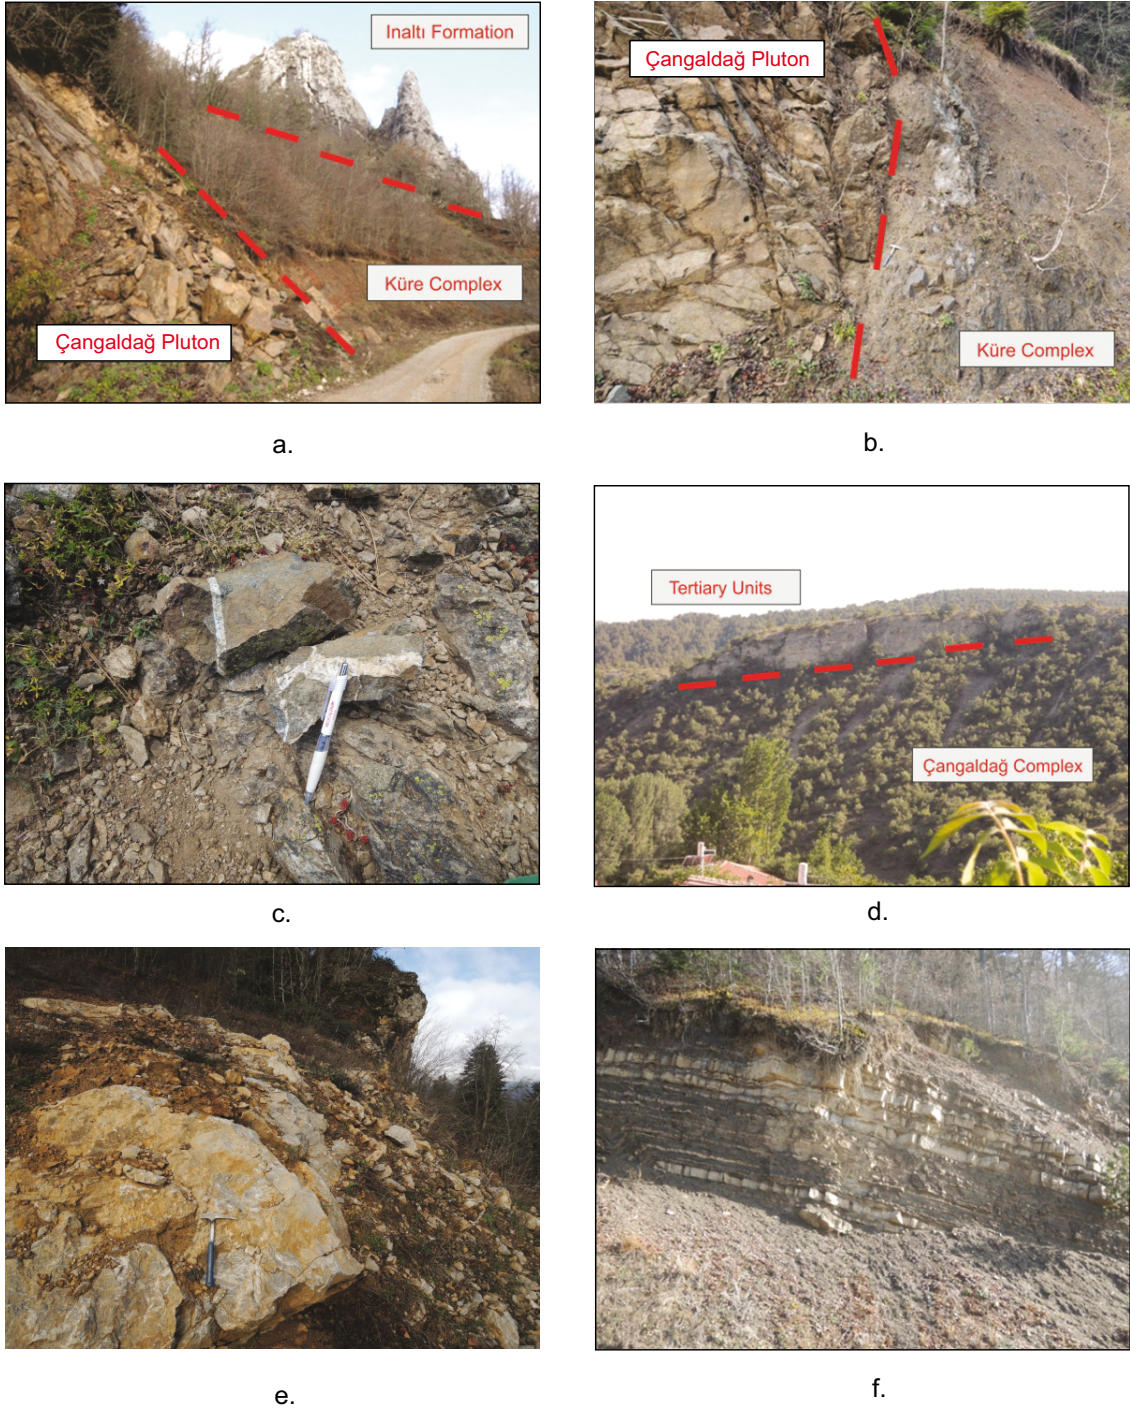 Inaltı Formation
Küre Complex
Çangaldağ Pluton
a.
Çangaldağ Pluton
Küre Complex
b.
c.
Tertiary Units
Çangaldağ Complex
d.
e.
f.